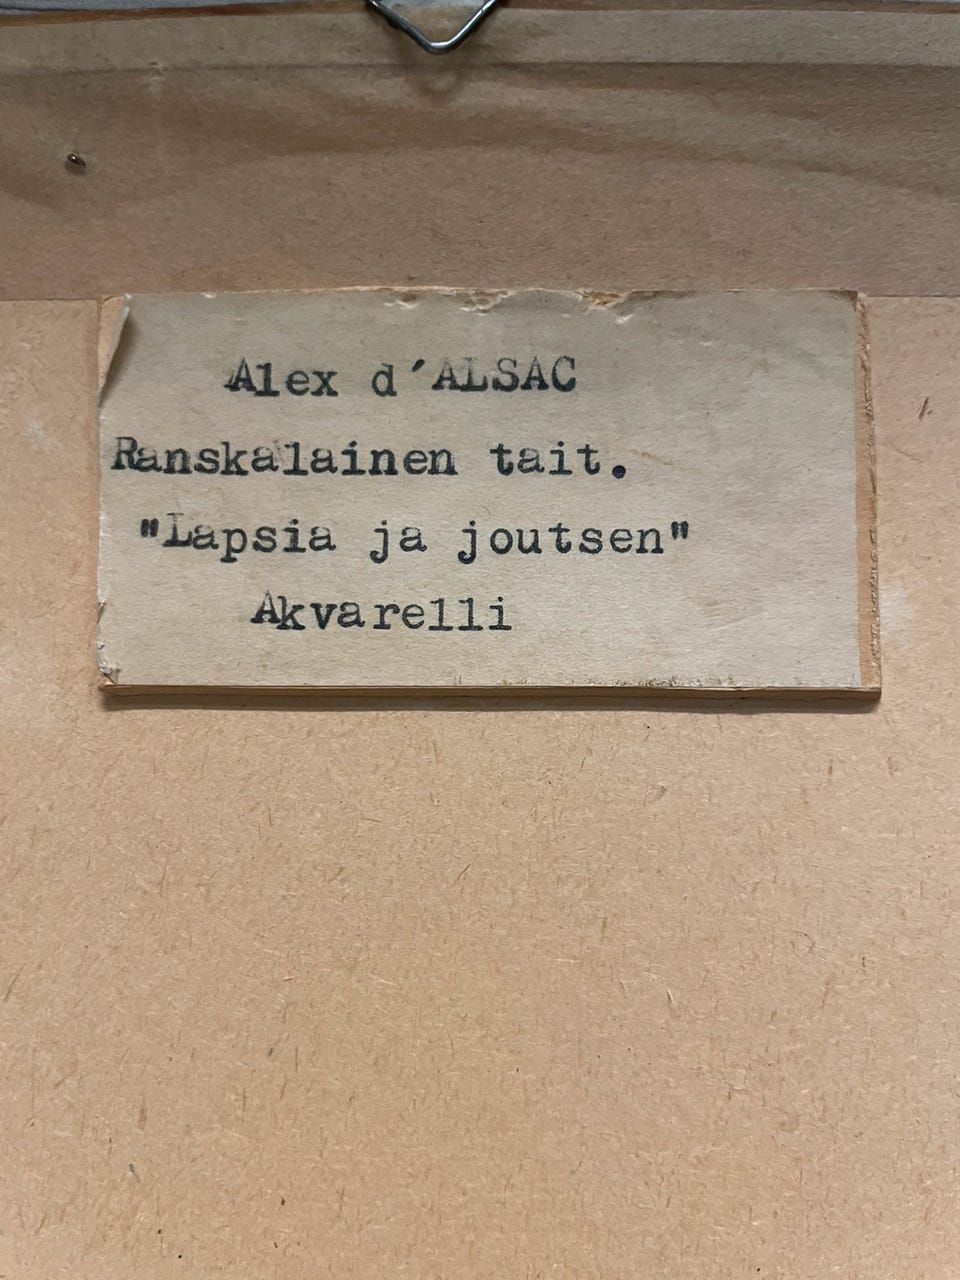 Alex d´ALSAC
Ranskalainen tait.
"Lapsia ja joutsen"
Akvarelli